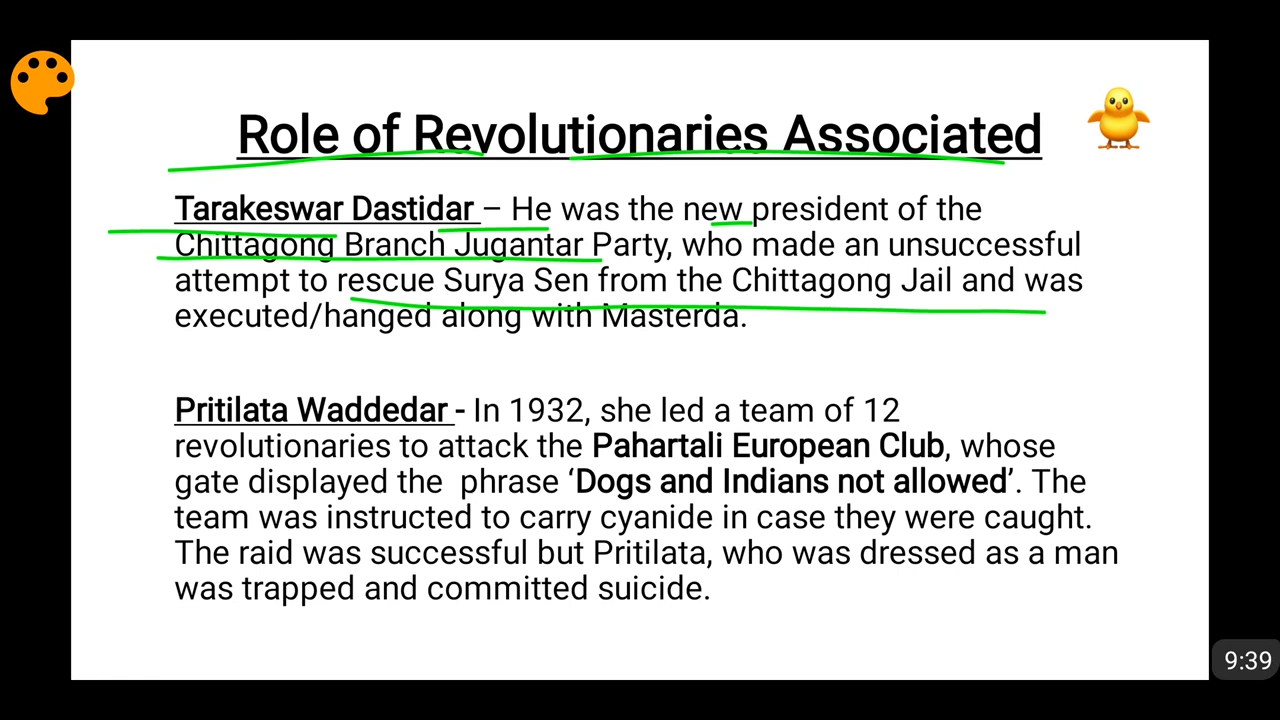 Role of Revolutionaries Associated
Tarakeswar Dastidar – He was the new president of the
Chittagong Branch Jugantar Party, who made an unsuccessful
attempt to rescue Surya Sen from the Chittagong Jail and was
executed/hanged along with Masterda.
Pritilata Waddedar - In 1932, she led a team of 12
revolutionaries to attack the Pahartali European Club, whose
gate displayed the phrase ‘Dogs and Indians not allowed’. The
team was instructed to carry cyanide in case they were caught.
The raid was successful but Pritilata, who was dressed as a man
was trapped and committed suicide.
9:39